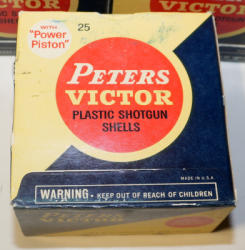 WITH
"Power
Piston"
25
PETERS
VICTOR
PLASTIC SHOTGUN
SHELLS
MADE IN U.S.A.
WARNING • KEEP OUT OF REACH OF CHILDREN
PETERS
VICTOR